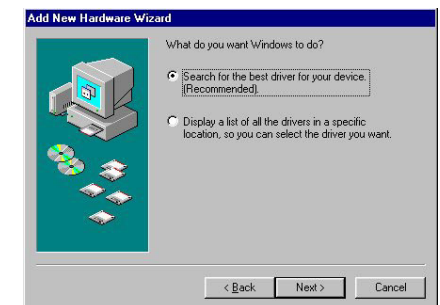 Add New Hardware Wizard
What do you want Windows to do?
Search for the best driver for your device.
(Recommended).
Display a list of all the drivers in a specific
location, so you can select the driver you want.
< Back
Next >
Cancel